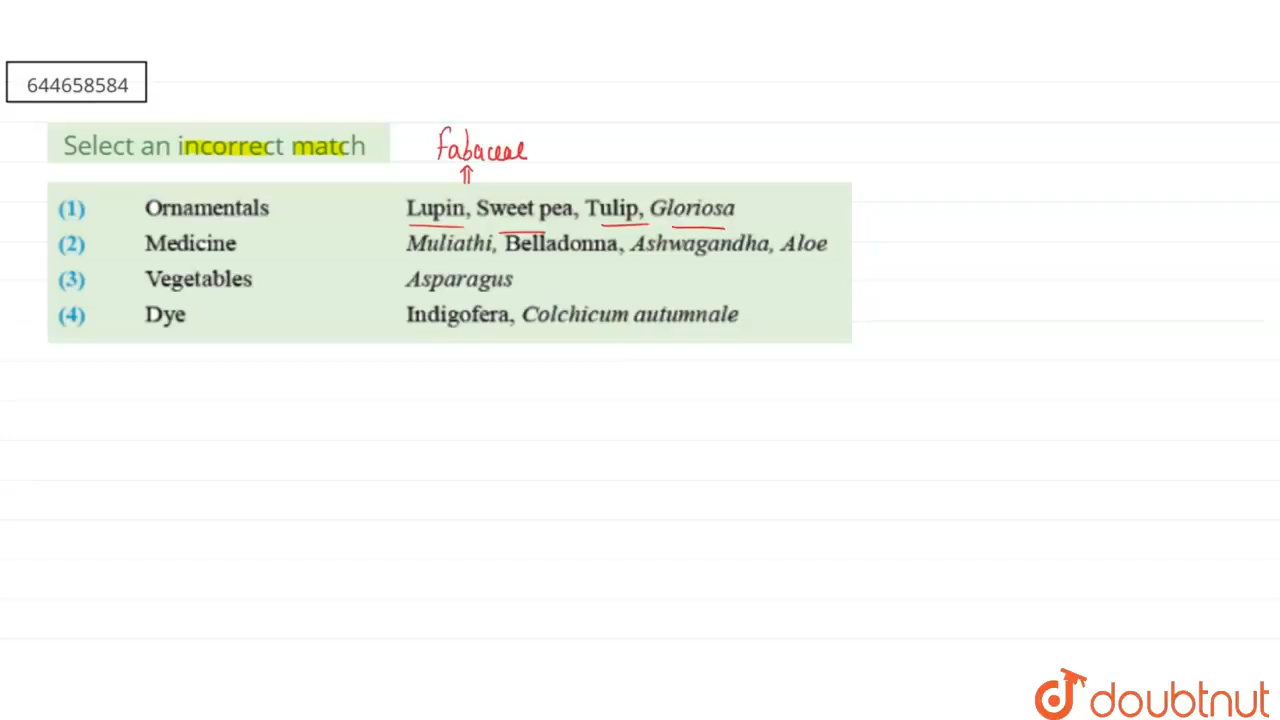 644658584
Select an incorrect match
Fabaceae
⇑
(1) Ornamentals Lupin, Sweet pea, Tulip, Gloriosa
(2) Medicine Muliathi, Belladonna, Ashwagandha, Aloe
(3) Vegetables Asparagus
(4) Dye Indigofera, Colchicum autumnale
doubtnut